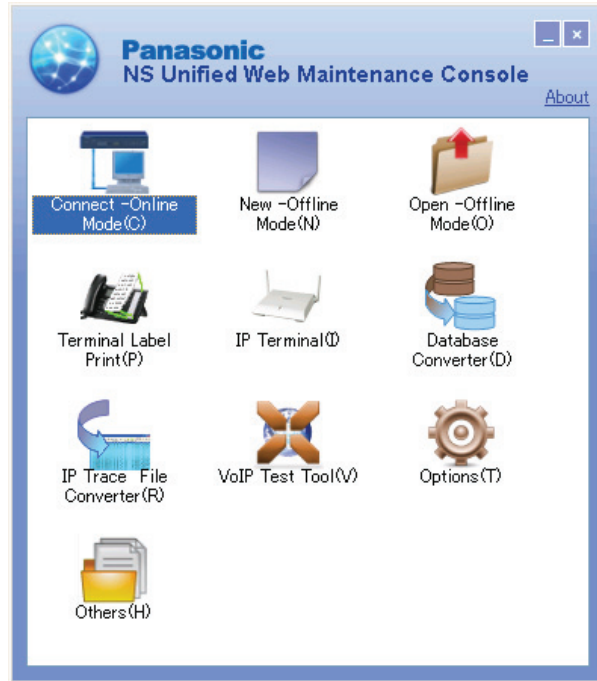 Panasonic
NS Unified Web Maintenance Console
About
Connect -Online
Mode(C)
New -Offline
Mode(N)
Open -Offline
Mode(O)
Terminal Label
Print(P)
IP Terminal(I)
Database
Converter(D)
IP Trace File
Converter(R)
VoIP Test Tool(V)
Options(T)
Others(H)